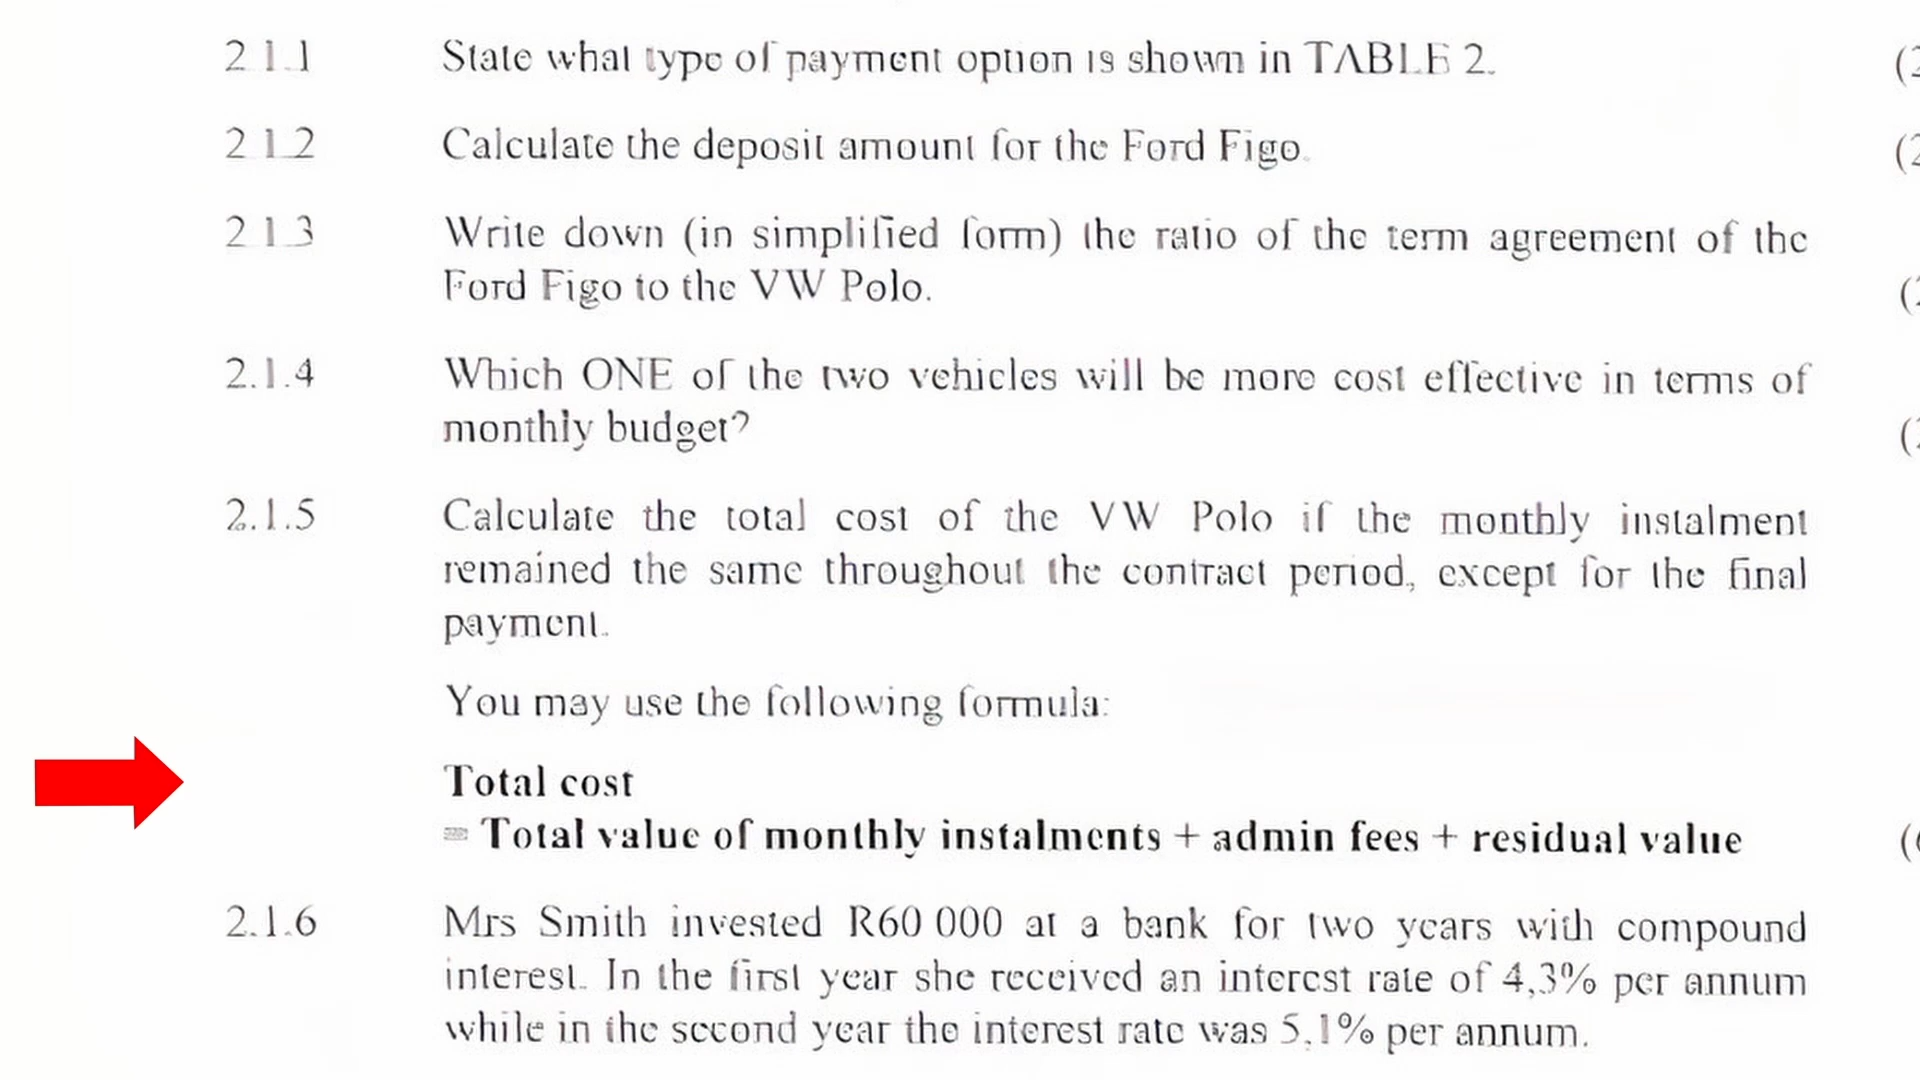 2.1.1 State what type of payment option is shown in TABLE 2.
2.1.2 Calculate the deposit amount for the Ford Figo.
2.1.3 Write down (in simplified form) the ratio of the term agreement of the
Ford Figo to the VW Polo.
2.1.4 Which ONE of the two vehicles will be more cost effective in terms of
monthly budget?
2.1.5 Calculate the total cost of the VW Polo if the monthly instalment
remained the same throughout the contract period, except for the final
payment.
You may use the following formula:
Total cost
= Total value of monthly instalments + admin fees + residual value
2.1.6 Mrs Smith invested R60 000 at a bank for two years with compound
interest. In the first year she received an interest rate of 4,3% per annum
while in the second year the interest rate was 5,1% per annum.